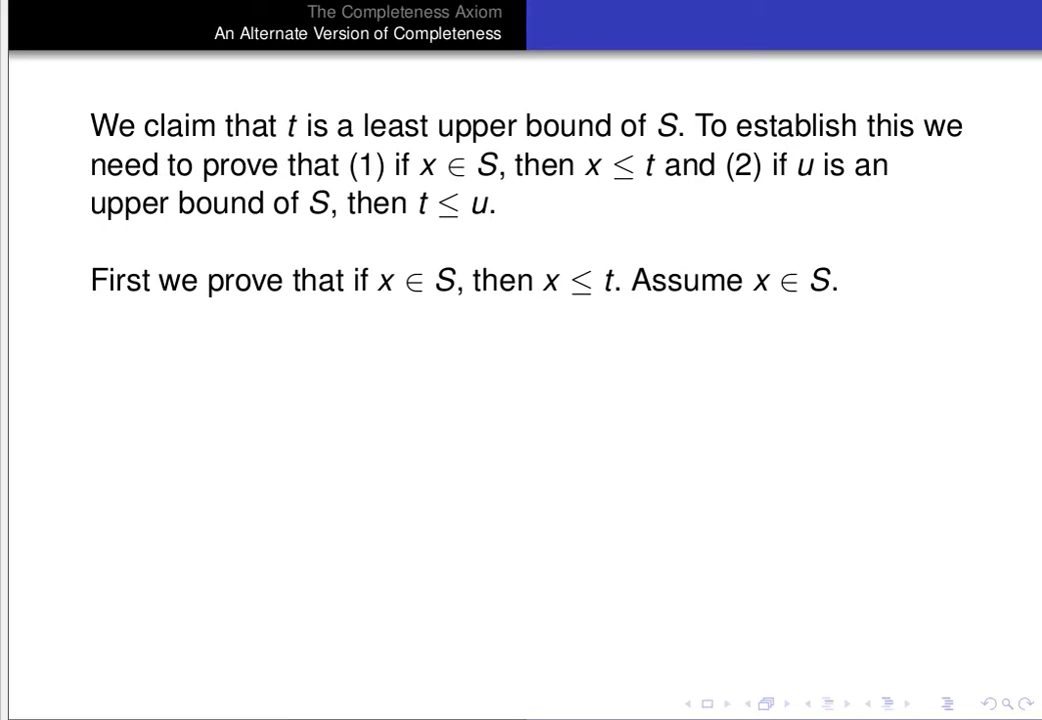 The Completeness Axiom
An Alternate Version of Completeness
We claim that t is a least upper bound of S. To establish this we
need to prove that (1) if x ∈ S, then x ≤ t and (2) if u is an
upper bound of S, then t ≤ u.
First we prove that if x ∈ S, then x ≤ t. Assume x ∈ S.